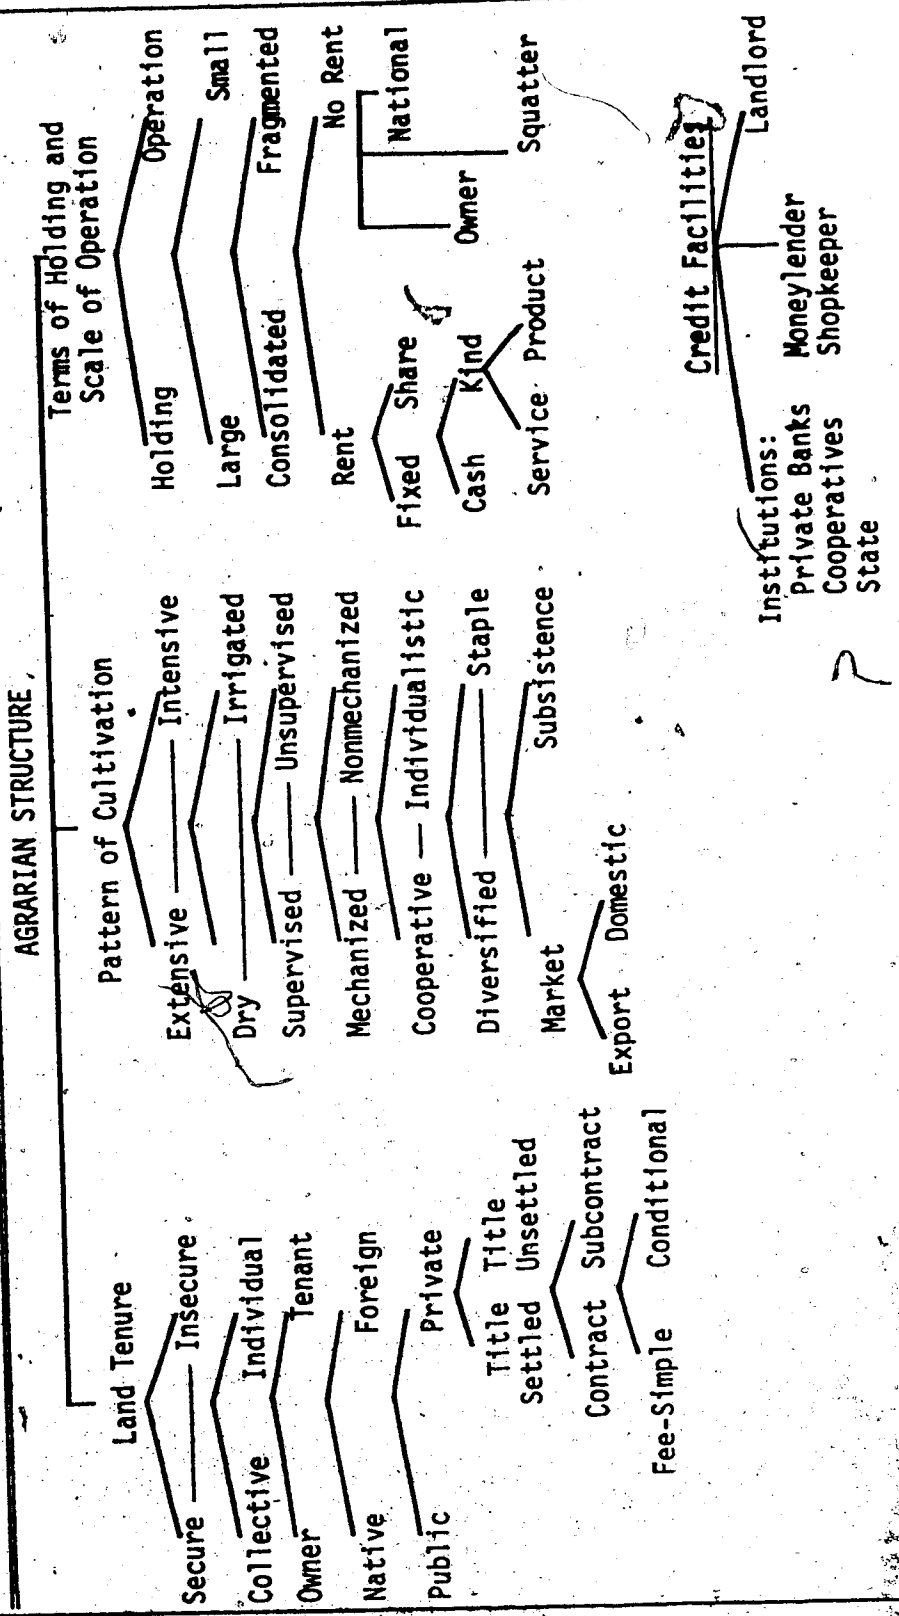 AGRARIAN STRUCTURE
Land Tenure
Secure Insecure
Collective Individual
Owner Tenant
Native Foreign
Public Private
Title Title
Settled Unsettled
Contract Subcontract
Fee-Simple Conditional
Pattern of Cultivation
Extensive Intensive
Dry Irrigated
Supervised Unsupervised
Mechanized Nonmechanized
Cooperative Individualistic
Diversified Staple
Market Subsistence
Export Domestic
Terms of Holding and
Scale of Operation
Holding Operation
Large Small
Consolidated Fragmented
Rent No Rent
Fixed Share
Cash Kind
Service Product
Owner National
Squatter
Credit Facilities
Institutions:
Private Banks
Cooperatives
State
Moneylender
Shopkeeper
Landlord